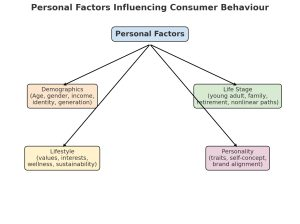 Personal Factors Influencing Consumer Behaviour
Personal Factors
Demographics
(Age, gender, income,
identity, generation)
Life Stage
(young adult, family,
retirement, nonlinear paths)
Lifestyle
(values, interests,
wellness, sustainability)
Personality
(traits, self-concept,
brand alignment)